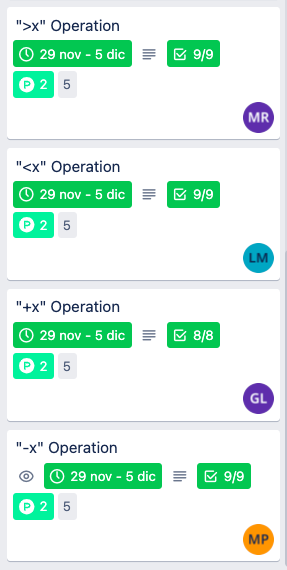 ">x" Operation
29 nov - 5 dic 9/9
P 2 5
MR
"<x" Operation
29 nov - 5 dic 9/9
P 2 5
LM
"+x" Operation
29 nov - 5 dic 8/8
P 2 5
GL
"-x" Operation
29 nov - 5 dic 9/9
P 2 5
MP